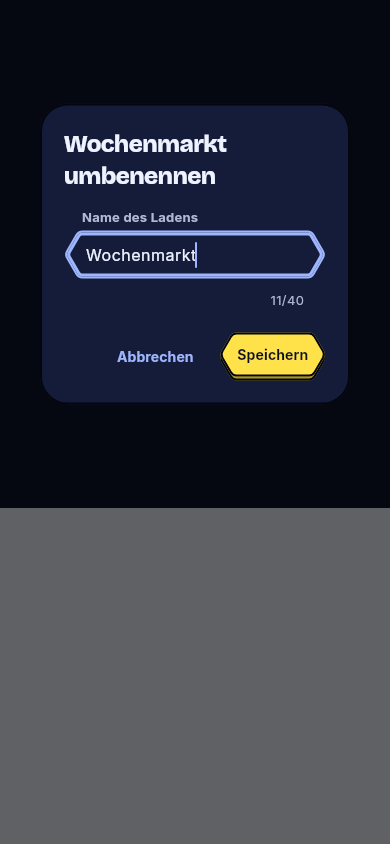 Wochenmarkt
umbenennen
Name des Ladens
Wochenmarkt
11/40
Abbrechen
Speichern